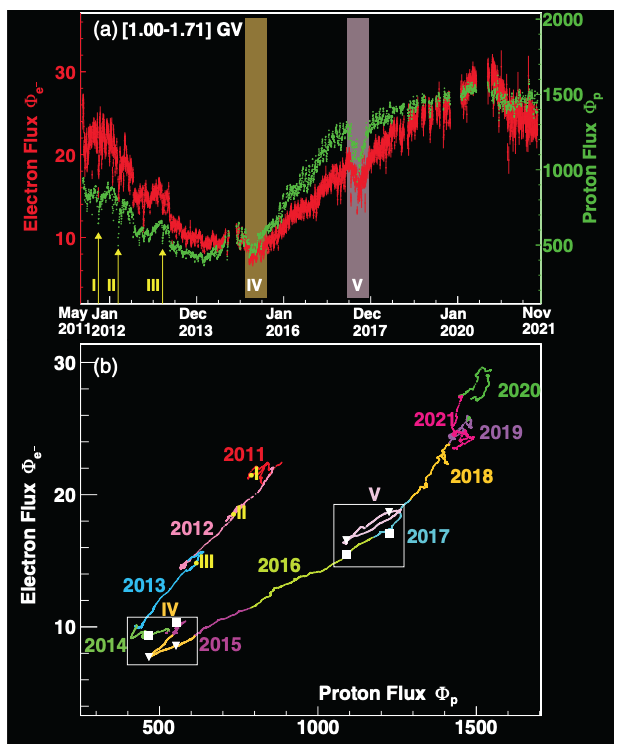 (a) [1.00-1.71] GV
Electron Flux Φe-
30
20
10
Proton Flux Φp
2000
1500
1000
500
I II III IV V
May 2011 Jan 2012 Dec 2013 Jan 2016 Dec 2017 Jan 2020 Nov 2021
(b)
Electron Flux Φe-
30
20
10
2020
2021
2019
2018
2011
I
V
II
2012
2017
III
2016
2013
IV
2014
2015
Proton Flux Φp
500 1000 1500